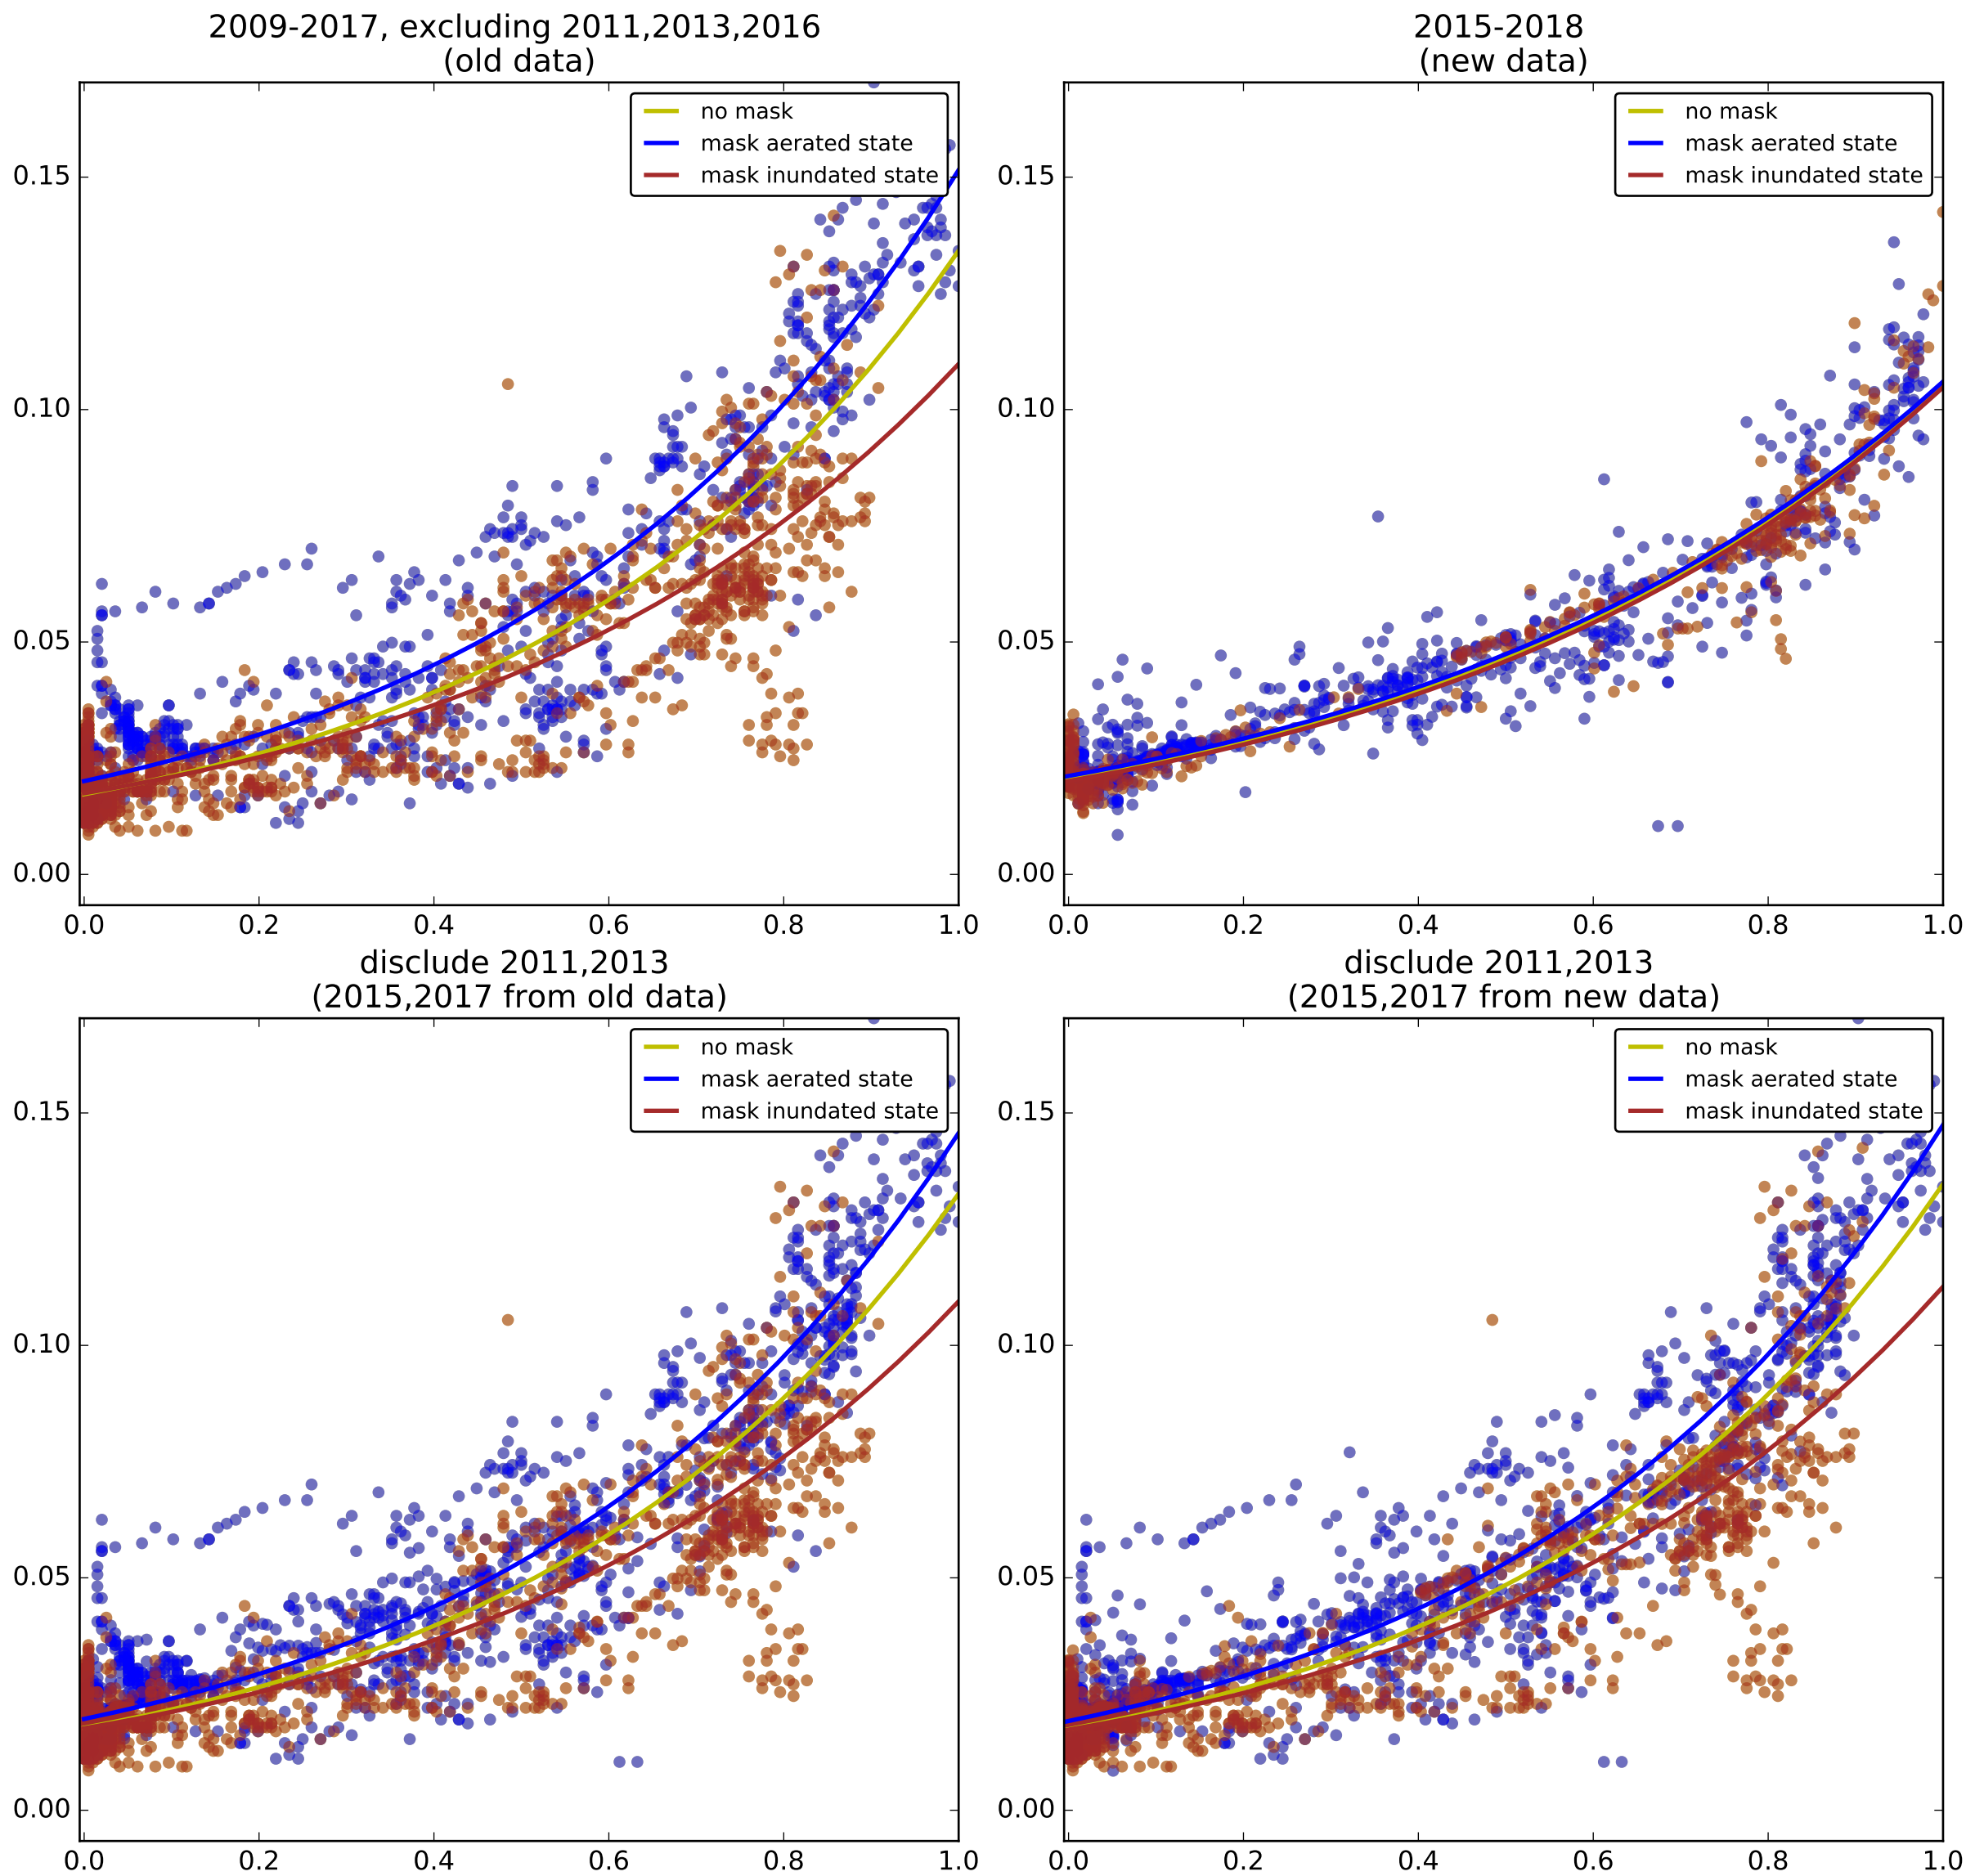 2009-2017, excluding 2011,2013,2016
(old data)
no mask
mask aerated state
mask inundated state
0.15
0.10
0.05
0.00
0.0 0.2 0.4 0.6 0.8 1.0
2015-2018
(new data)
no mask
mask aerated state
mask inundated state
0.15
0.10
0.05
0.00
0.0 0.2 0.4 0.6 0.8 1.0
disclude 2011,2013
(2015,2017 from old data)
no mask
mask aerated state
mask inundated state
0.15
0.10
0.05
0.00
0.0 0.2 0.4 0.6 0.8 1.0
disclude 2011,2013
(2015,2017 from new data)
no mask
mask aerated state
mask inundated state
0.15
0.10
0.05
0.00
0.0 0.2 0.4 0.6 0.8 1.0